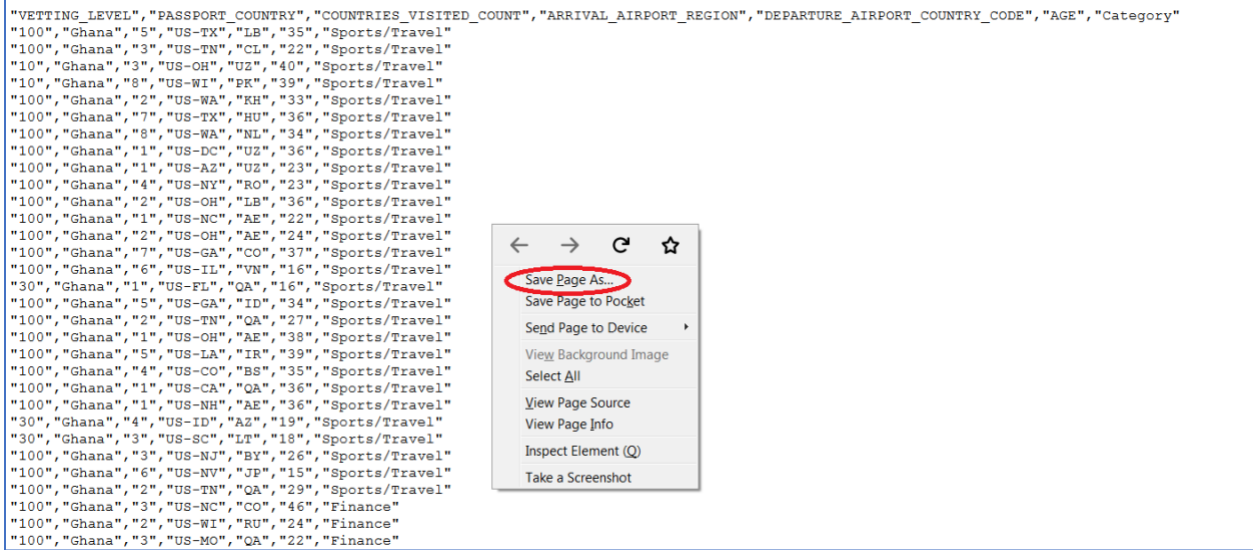 "VETTING_LEVEL","PASSPORT_COUNTRY","COUNTRIES_VISITED_COUNT","ARRIVAL_AIRPORT_REGION","DEPARTURE_AIRPORT_COUNTRY_CODE","AGE","Category"
"100","Ghana","5","US-TX","LB","35","Sports/Travel"
"100","Ghana","3","US-TN","CL","22","Sports/Travel"
"10","Ghana","3","US-OH","UZ","40","Sports/Travel"
"10","Ghana","8","US-WI","PK","39","Sports/Travel"
"100","Ghana","2","US-WA","KH","33","Sports/Travel"
"100","Ghana","7","US-TX","HU","36","Sports/Travel"
"100","Ghana","8","US-WA","NL","34","Sports/Travel"
"100","Ghana","1","US-DC","UZ","36","Sports/Travel"
"100","Ghana","1","US-AZ","UZ","23","Sports/Travel"
"100","Ghana","4","US-NY","RO","23","Sports/Travel"
"100","Ghana","2","US-OH","LB","36","Sports/Travel"
"100","Ghana","1","US-NC","AE","22","Sports/Travel"
"100","Ghana","2","US-OH","AE","24","Sports/Travel"
"100","Ghana","7","US-GA","CO","37","Sports/Travel"
"100","Ghana","6","US-IL","VN","16","Sports/Travel"
"30","Ghana","1","US-FL","QA","16","Sports/Travel"
"100","Ghana","5","US-GA","ID","34","Sports/Travel"
"100","Ghana","2","US-TN","QA","27","Sports/Travel"
"100","Ghana","1","US-OH","AE","38","Sports/Travel"
"100","Ghana","5","US-LA","IR","39","Sports/Travel"
"100","Ghana","4","US-CO","BS","35","Sports/Travel"
"100","Ghana","1","US-CA","QA","36","Sports/Travel"
"100","Ghana","1","US-NH","AE","36","Sports/Travel"
"30","Ghana","4","US-ID","AZ","19","Sports/Travel"
"30","Ghana","3","US-SC","LT","18","Sports/Travel"
"100","Ghana","3","US-NJ","BY","26","Sports/Travel"
"100","Ghana","6","US-NV","JP","15","Sports/Travel"
"100","Ghana","2","US-TN","QA","29","Sports/Travel"
"100","Ghana","3","US-NC","CO","46","Finance"
"100","Ghana","2","US-WI","RU","24","Finance"
"100","Ghana","3","US-MO","QA","22","Finance"
Save Page As...
Save Page to Pocket
Send Page to Device
View Background Image
Select All
View Page Source
View Page Info
Inspect Element (Q)
Take a Screenshot